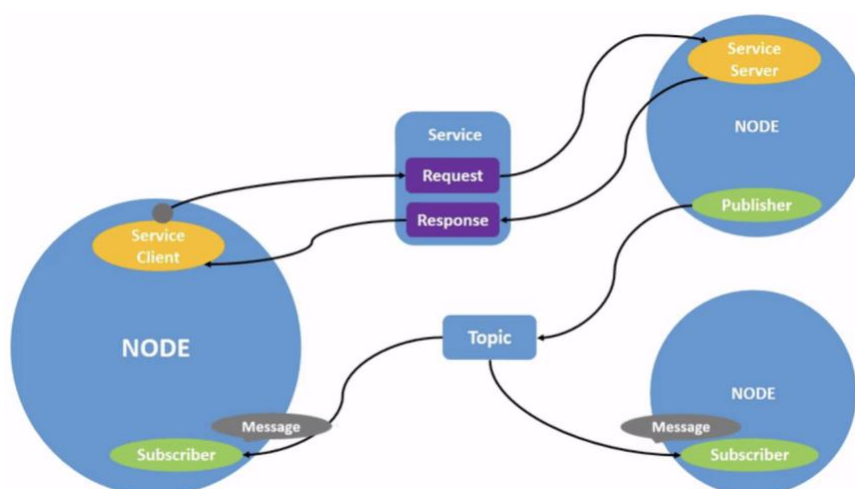 Service
Server
NODE
Publisher
Service
Request
Response
Service
Client
NODE
Topic
NODE
Message
Subscriber
Message
Subscriber